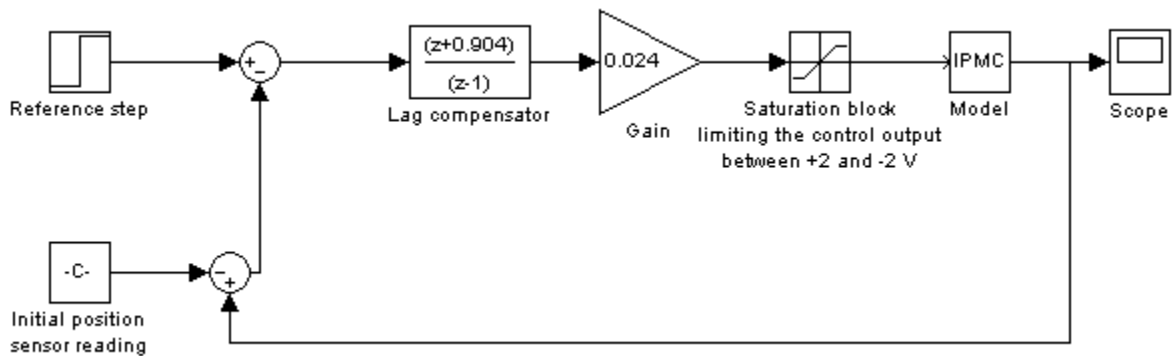 Reference step
+
−
(z+0.904)
(z-1)
Lag compensator
0.024
Gain
Saturation block
limiting the control output
between +2 and -2 V
IPMC
Model
Scope
-C-
Initial position
sensor reading
−
+